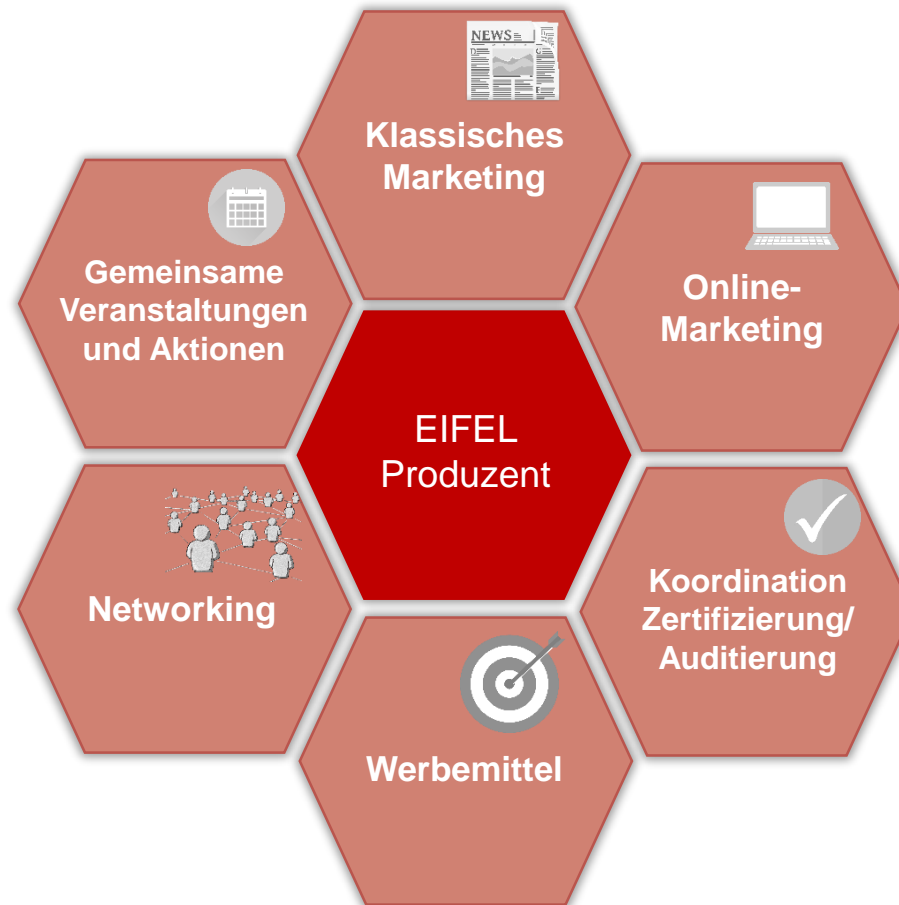 NEWS
Klassisches
Marketing
Gemeinsame
Veranstaltungen
und Aktionen
Online-
Marketing
EIFEL
Produzent
Networking
Koordination
Zertifizierung/
Auditierung
Werbemittel